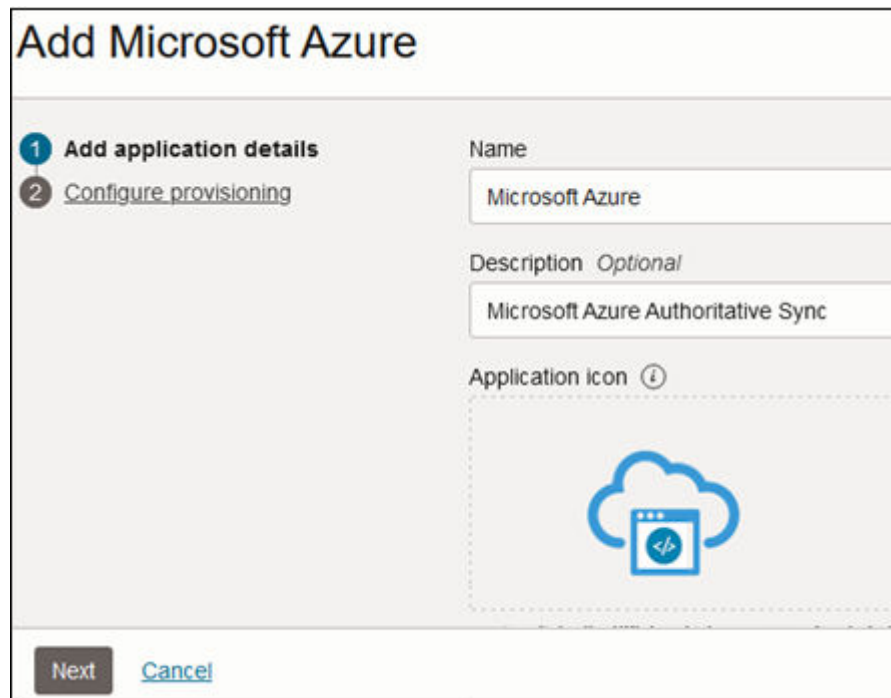 Add Microsoft Azure
1 Add application details
2 Configure provisioning
Name
Microsoft Azure
Description Optional
Microsoft Azure Authoritative Sync
Application icon i
</>
Next Cancel